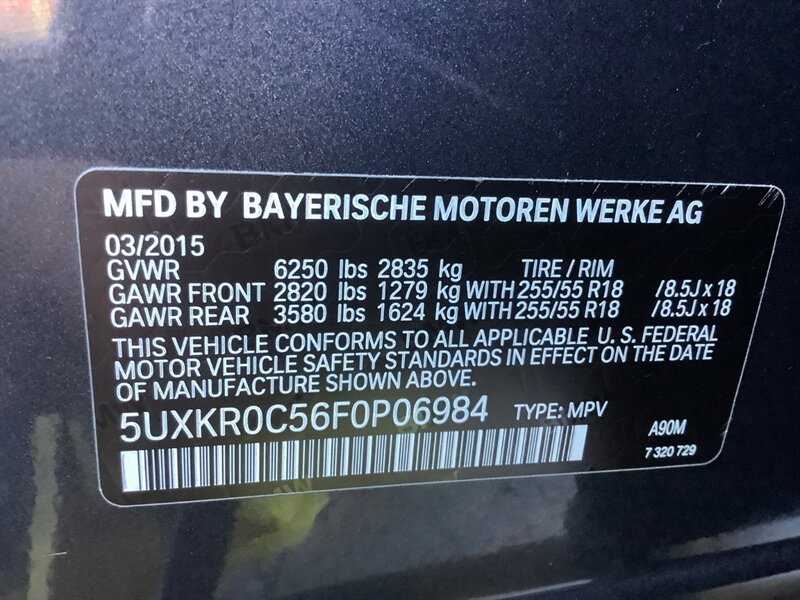 MFD BY BAYERISCHE MOTOREN WERKE AG
03/2015
GVWR 6250 lbs 2835 kg TIRE / RIM
GAWR FRONT 2820 lbs 1279 kg WITH 255/55 R18 /8.5J x 18
GAWR REAR 3580 lbs 1624 kg WITH 255/55 R18 /8.5J x 18
THIS VEHICLE CONFORMS TO ALL APPLICABLE U. S. FEDERAL
MOTOR VEHICLE SAFETY STANDARDS IN EFFECT ON THE DATE
OF MANUFACTURE SHOWN ABOVE.
5UXKR0C56F0P06984 TYPE: MPV
A90M
7 320 729